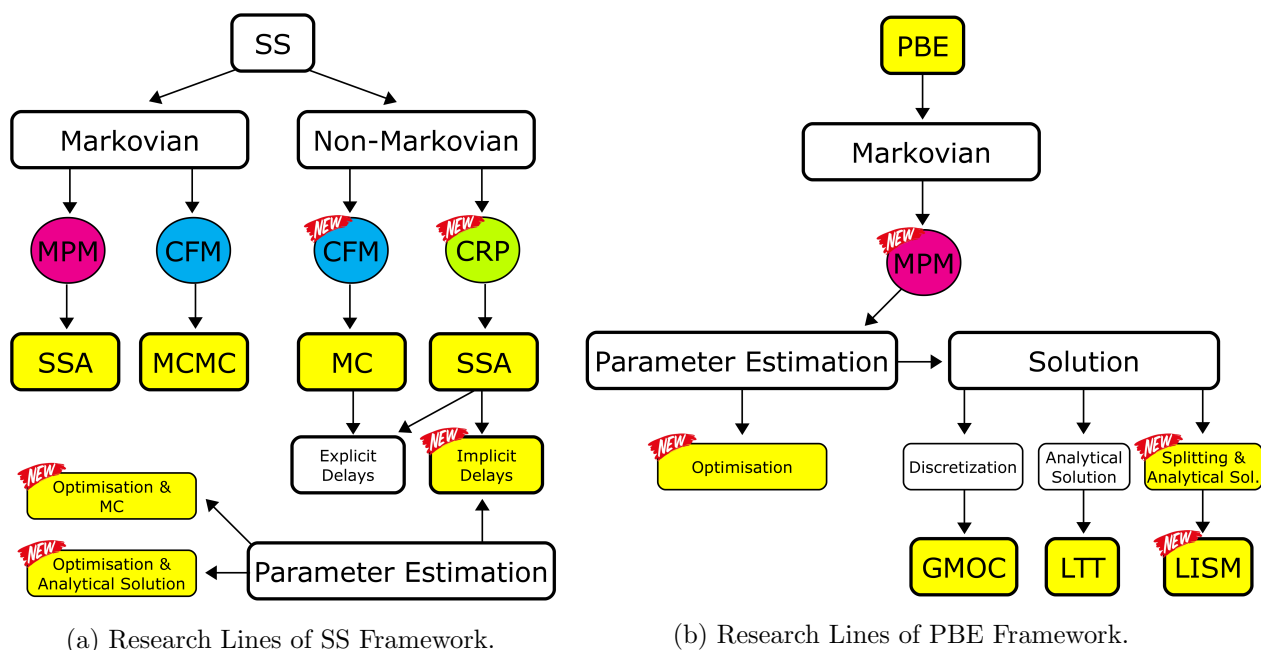 SS
Markovian
Non-Markovian
MPM
CFM
NEW
CFM
NEW
CRP
SSA
MCMC
MC
SSA
Explicit
Delays
NEW
Implicit
Delays
NEW
Optimisation &
MC
NEW
Optimisation &
Analytical Solution
Parameter Estimation
(a) Research Lines of SS Framework.
PBE
Markovian
NEW
MPM
Parameter Estimation
Solution
NEW
Optimisation
Discretization
Analytical
Solution
NEW
Splitting &
Analytical Sol.
GMOC
LTT
NEW
LISM
(b) Research Lines of PBE Framework.